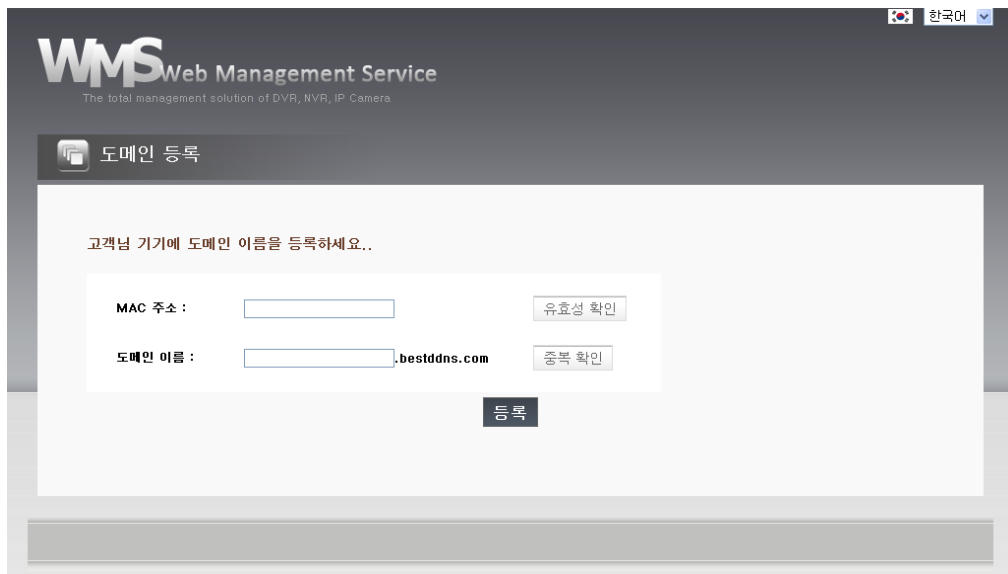 한국어
WMS Web Management Service
The total management solution of DVR, NVR, IP Camera
도메인 등록
고객님 기기에 도메인 이름을 등록하세요..
MAC 주소 : 유효성 확인
도메인 이름 : .bestddns.com 중복 확인
등록